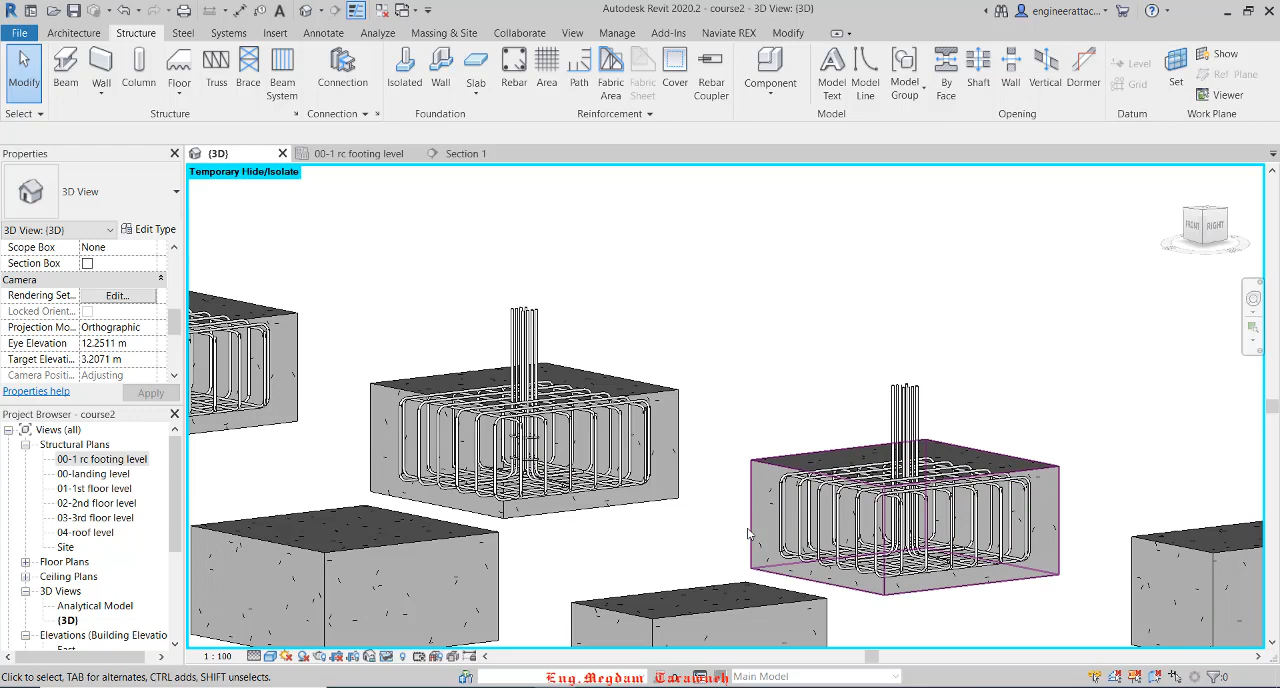 Autodesk Revit 2020.2 - course2 - 3D View: {3D}
engineerattac...
File Architecture Structure Steel Systems Insert Annotate Analyze Massing & Site Collaborate View Manage Add-Ins Navate REX Modify
Modify Beam Wall Column Floor Truss Brace Beam System Connection Isolated Wall Slab Rebar Area Path Fabric Area Fabric Sheet Cover Rebar Coupler Component Model Text Model Line Model Group By Face Shaft Wall Vertical Dormer Level Grid Set Show Ref Plane Viewer
Select Structure Connection Foundation Reinforcement Model Opening Datum Work Plane
Properties
{3D}
00-1 rc footing level
Section 1
Temporary Hide/Isolate
3D View
3D View: {3D}
Edit Type
Scope Box None
Section Box
Camera
Rendering Set... Edit...
Locked Orient...
Projection Mo... Orthographic
Eye Elevation 12.2511 m
Target Elevati... 3.2071 m
Camera Positi... Adjusting
Properties help
Apply
Project Browser - course2
Views (all)
Structural Plans
00-1 rc footing level
00-landing level
01-1st floor level
02-2nd floor level
03-3rd floor level
04-roof level
Site
Floor Plans
Ceiling Plans
3D Views
Analytical Model
{3D}
Elevations (Building Elevatio
East
FRONT
RIGHT
1 : 100
Click to select, TAB for alternates, CTRL adds, SHIFT unselects.
Eng.Meqdam Tarawneh
Main Model
:0